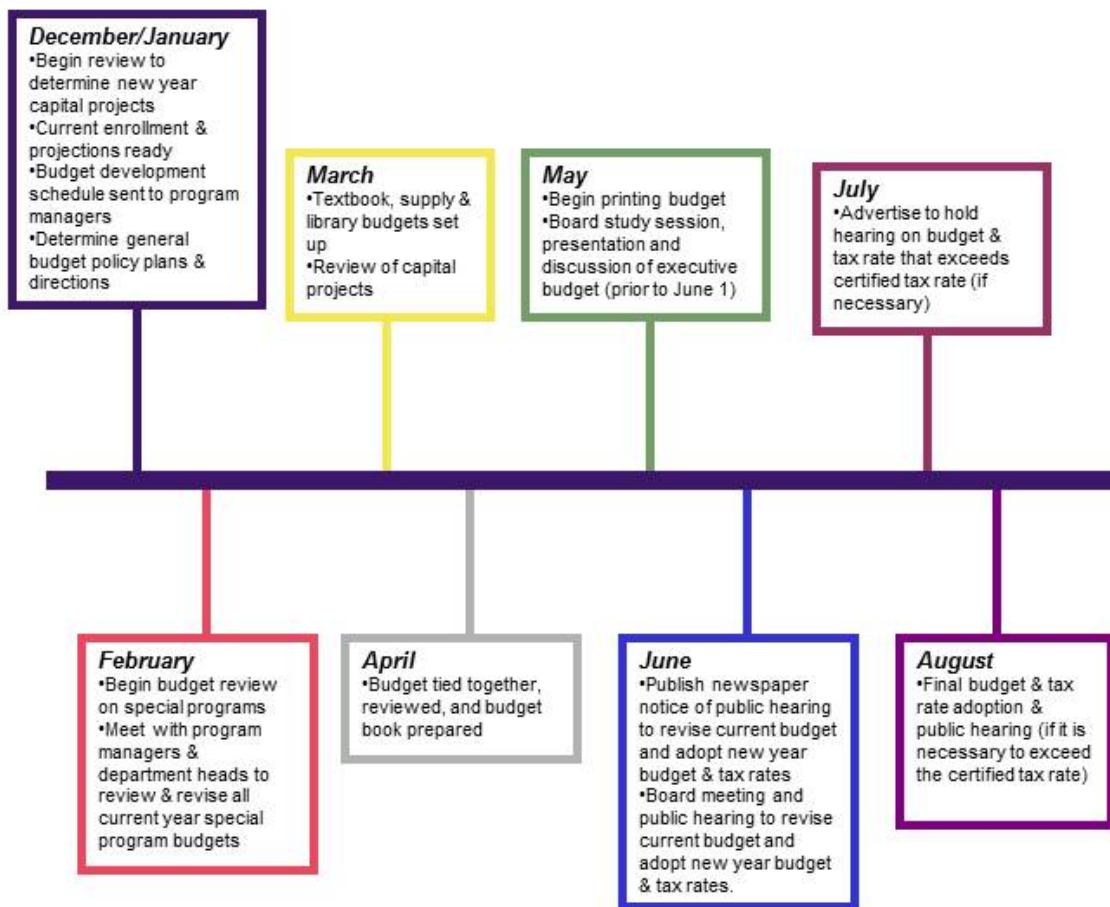 December/January
•Begin review to
determine new year
capital projects
•Current enrollment &
projections ready
•Budget development
schedule sent to program
managers
•Determine general
budget policy plans &
directions
March
•Textbook, supply &
library budgets set
up
•Review of capital
projects
May
•Begin printing budget
•Board study session,
presentation and
discussion of executive
budget (prior to June 1)
July
•Advertise to hold
hearing on budget &
tax rate that exceeds
certified tax rate (if
necessary)
February
•Begin budget review
on special programs
•Meet with program
managers &
department heads to
review & revise all
current year special
program budgets
April
•Budget tied together,
reviewed, and budget
book prepared
June
•Publish newspaper
notice of public hearing
to revise current budget
and adopt new year
budget & tax rates
•Board meeting and
public hearing to revise
current budget and
adopt new year budget
& tax rates.
August
•Final budget & tax
rate adoption &
public hearing (if it is
necessary to exceed
the certified tax rate)